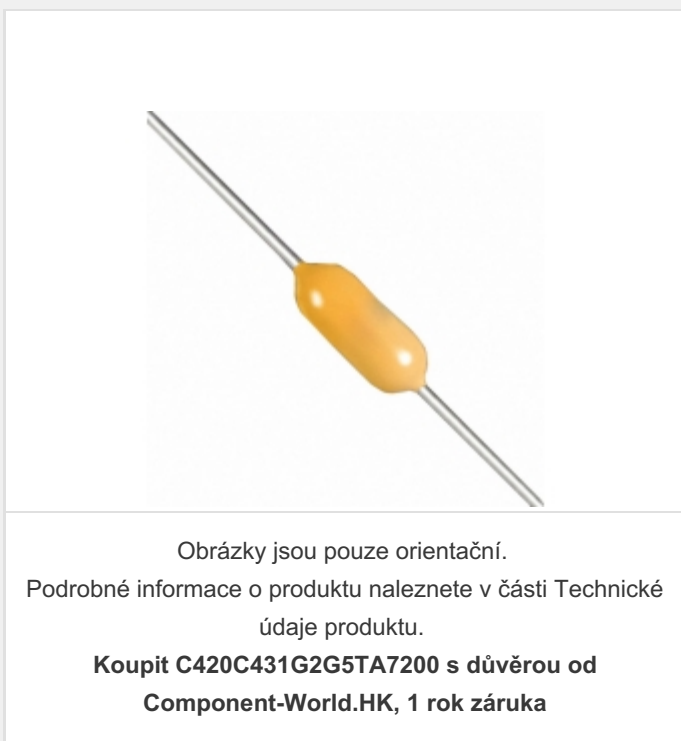 Obrázky jsou pouze orientační.
Podrobné informace o produktu naleznete v části Technické
údaje produktu.
Koupit C420C431G2G5TA7200 s důvěrou od
Component-World.HK, 1 rok záruka